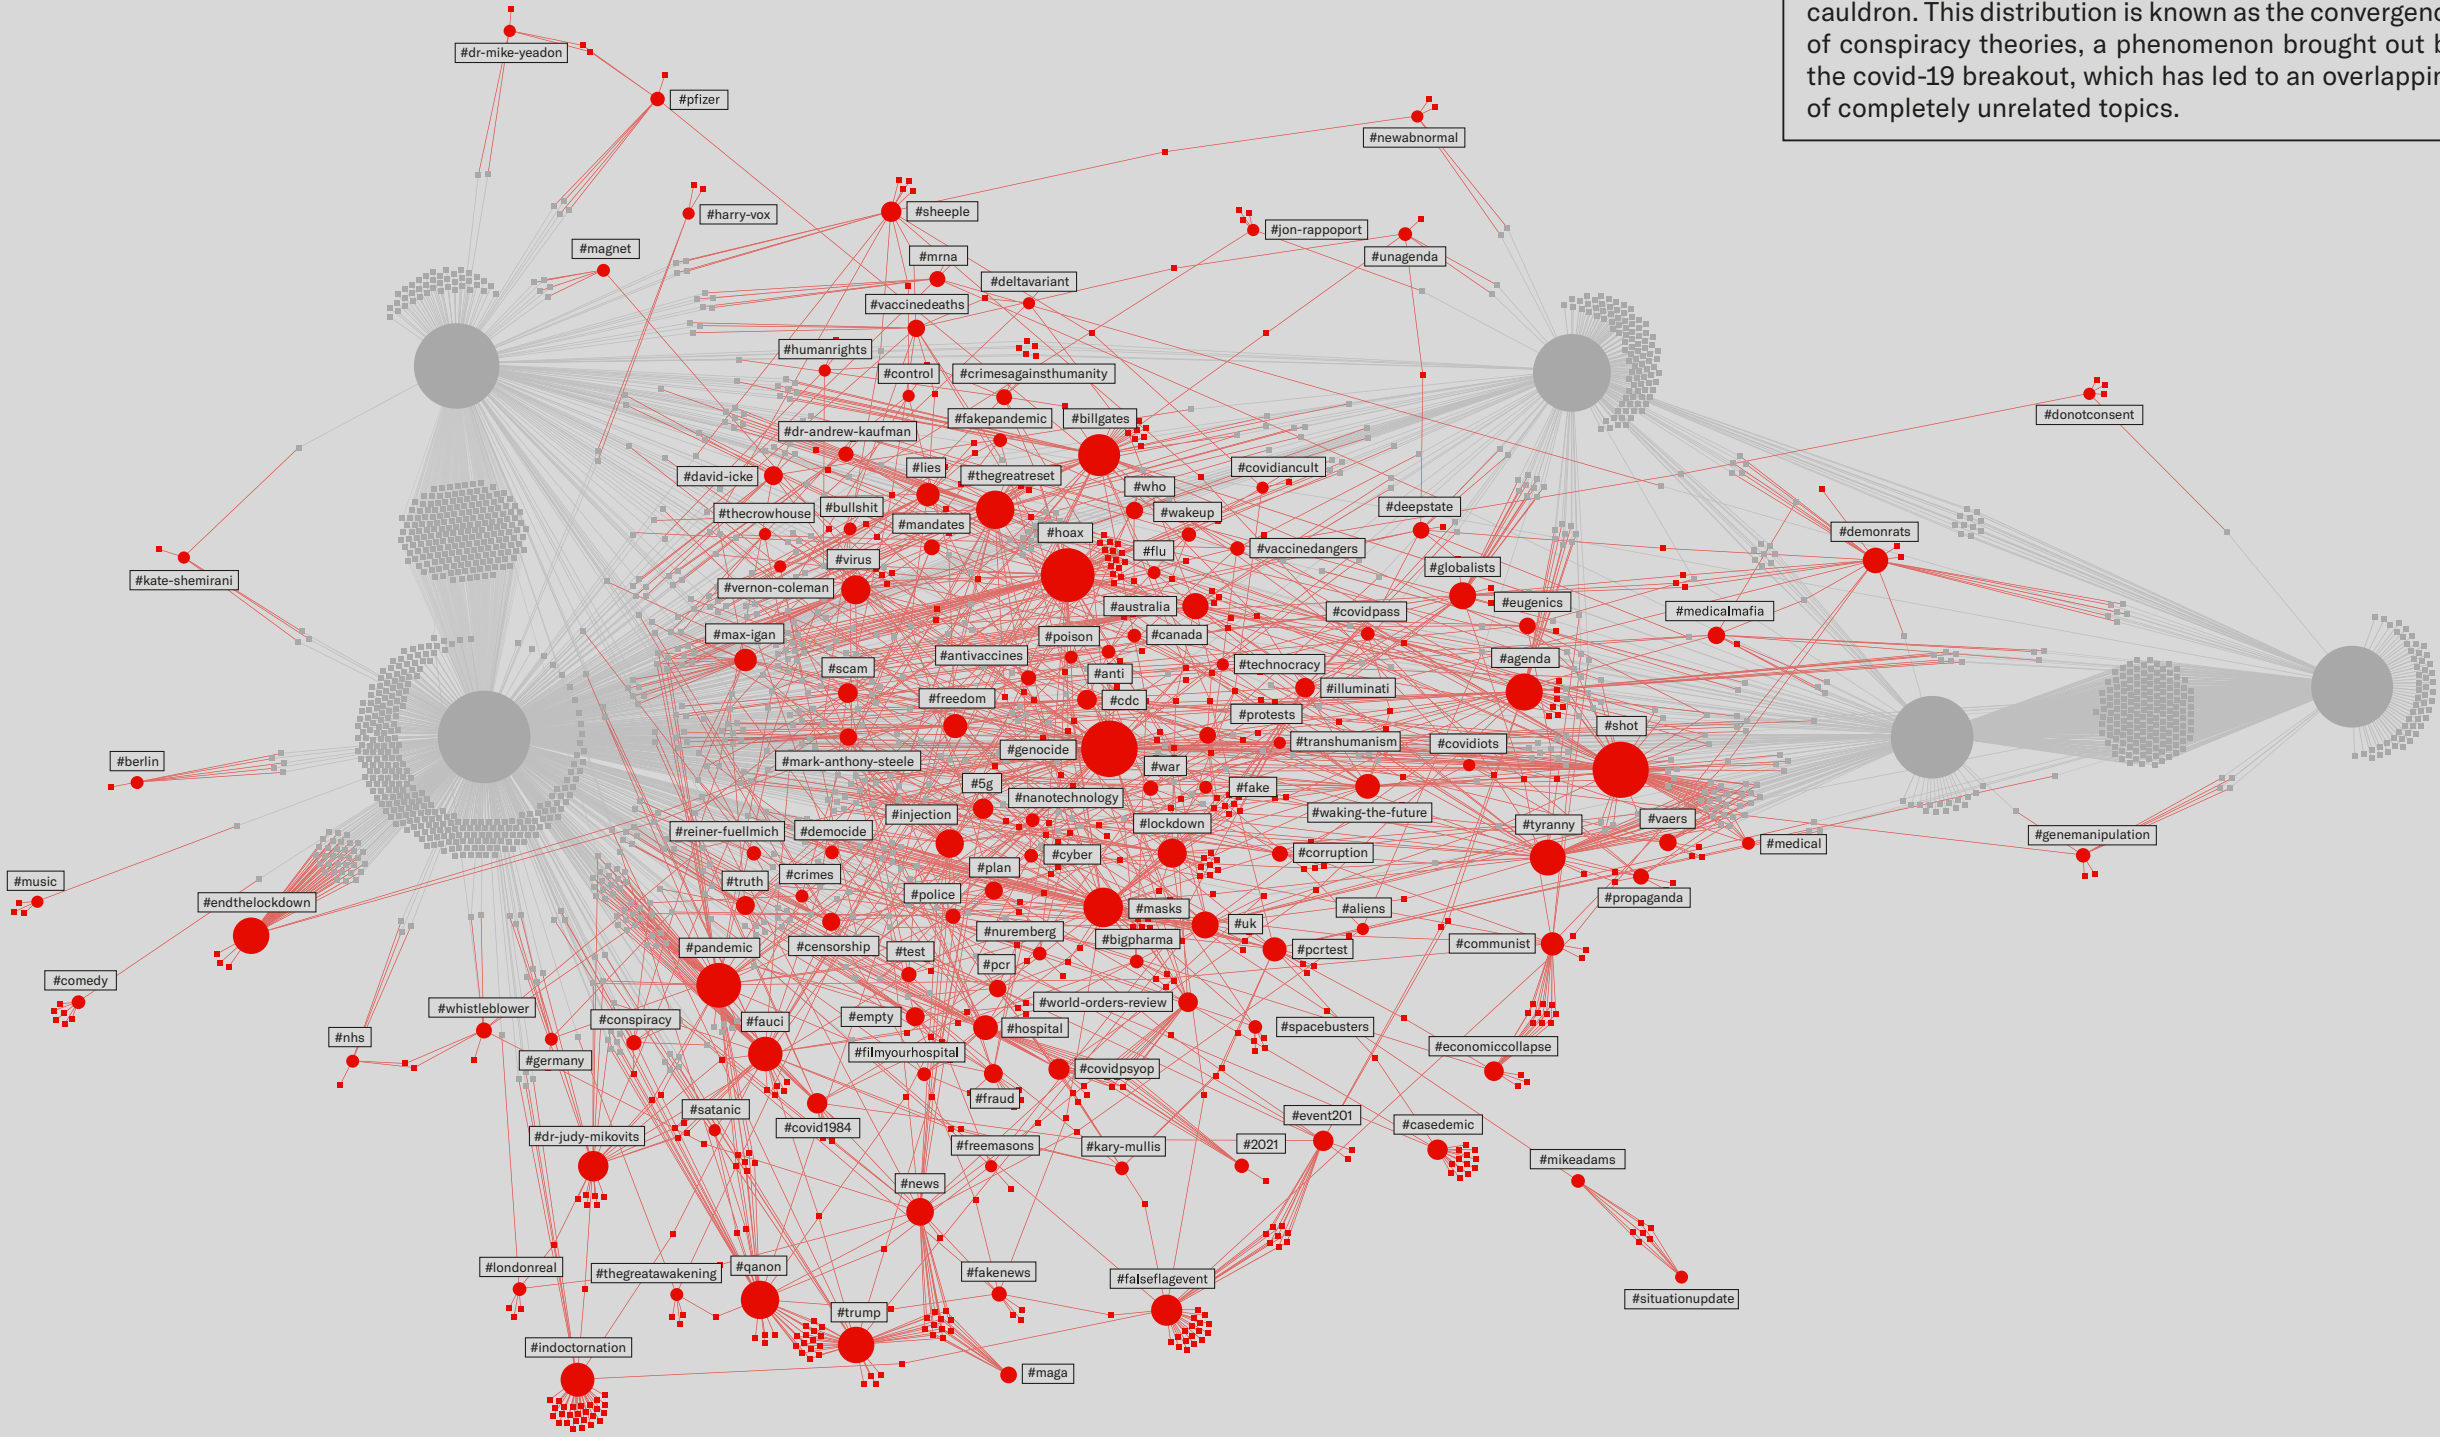 cauldron. This distribution is known as the convergenc
of conspiracy theories, a phenomenon brought out b
the covid-19 breakout, which has led to an overlappin
of completely unrelated topics.
#dr-mike-yeadon
#pfizer
#newabnormal
#harry-vox
#sheeple
#jon-rappoport
#magnet
#mrna
#unagenda
#deltavariant
#vaccinedeaths
#humanrights
#control
#crimesagainsthumanity
#donotconsent
#fakepandemic
#billgates
#dr-andrew-kaufman
#lies
#covidiancult
#david-icke
#thegreatreset
#who
#bullshit
#deepstate
#thecrowhouse
#wakeup
#mandates
#hoax
#demonrats
#flu
#vaccinedangers
#virus
#globalists
#kate-shemirani
#vernon-coleman
#eugenics
#australia
#covidpass
#medicalmafia
#max-igan
#poison
#canada
#antivaccines
#agenda
#technocracy
#scam
#anti
#illuminati
#freedom
#cdc
#protests
#shot
#genocide
#transhumanism
#covidiots
#berlin
#mark-anthony-steele
#war
#5g
#fake
#nanotechnology
#injection
#waking-the-future
#vaers
#lockdown
#tyranny
#reiner-fuellmich
#democide
#genemanipulation
#medical
#cyber
#corruption
#plan
#crimes
#music
#truth
#police
#propaganda
#endthelockdown
#masks
#aliens
#uk
#nuremberg
#bigpharma
#communist
#pandemic
#censorship
#test
#pcrtest
#pcr
#comedy
#world-orders-review
#whistleblower
#conspiracy
#fauci
#empty
#hospital
#spacebusters
#nhs
#economiccollapse
#filmyourhospital
#germany
#covidpsyop
#fraud
#satanic
#event201
#casedemic
#covid1984
#dr-judy-mikovits
#freemasons
#kary-mullis
#2021
#mikeadams
#news
#londonreal
#qanon
#thegreatawakening
#fakenews
#falseflagevent
#situationupdate
#trump
#indoctornation
#maga